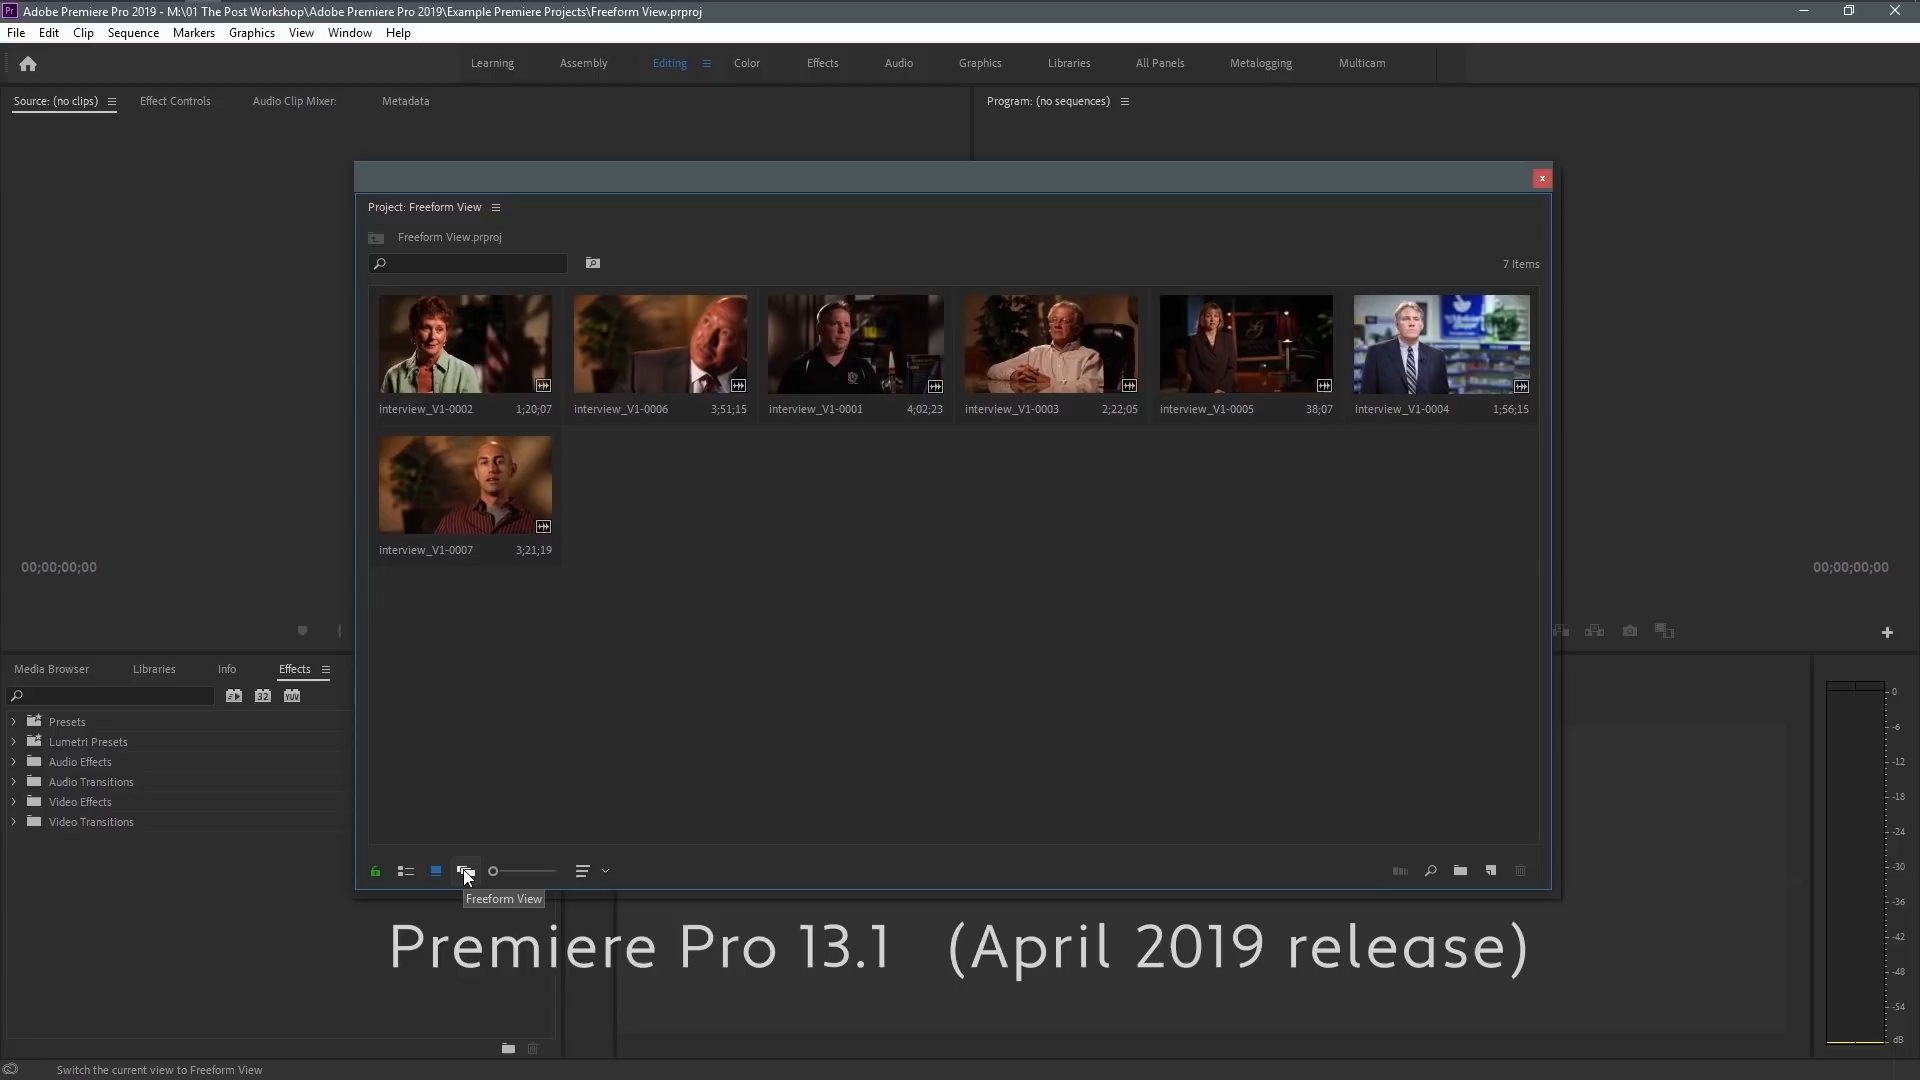 Adobe Premiere Pro 2019 - M:\01 The Post Workshop\Adobe Premiere Pro 2019\Example Premiere Projects\Freeform View.prproj
File Edit Clip Sequence Markers Graphics View Window Help
Learning Assembly Editing Color Effects Audio Graphics Libraries All Panels Metalogging Multicam
Source: (no clips) Effect Controls Audio Clip Mixer: Metadata Program: (no sequences)
Project: Freeform View
Freeform View.prproj
7 Items
interview_V1-0002 1;20;07 interview_V1-0006 3;51;15 interview_V1-0001 4;02;23 interview_V1-0003 2;22;05 interview_V1-0005 38;07 interview_V1-0004 1;56;15
interview_V1-0007 3;21;19
00;00;00;00 00;00;00;00
Media Browser Libraries Info Effects
32 YUV
Presets
Lumetri Presets
Audio Effects
Audio Transitions
Video Effects
Video Transitions
0
-6
-12
-18
-24
-30
-36
-42
-48
-54
dB
Freeform View
Premiere Pro 13.1 (April 2019 release)
Switch the current view to Freeform View